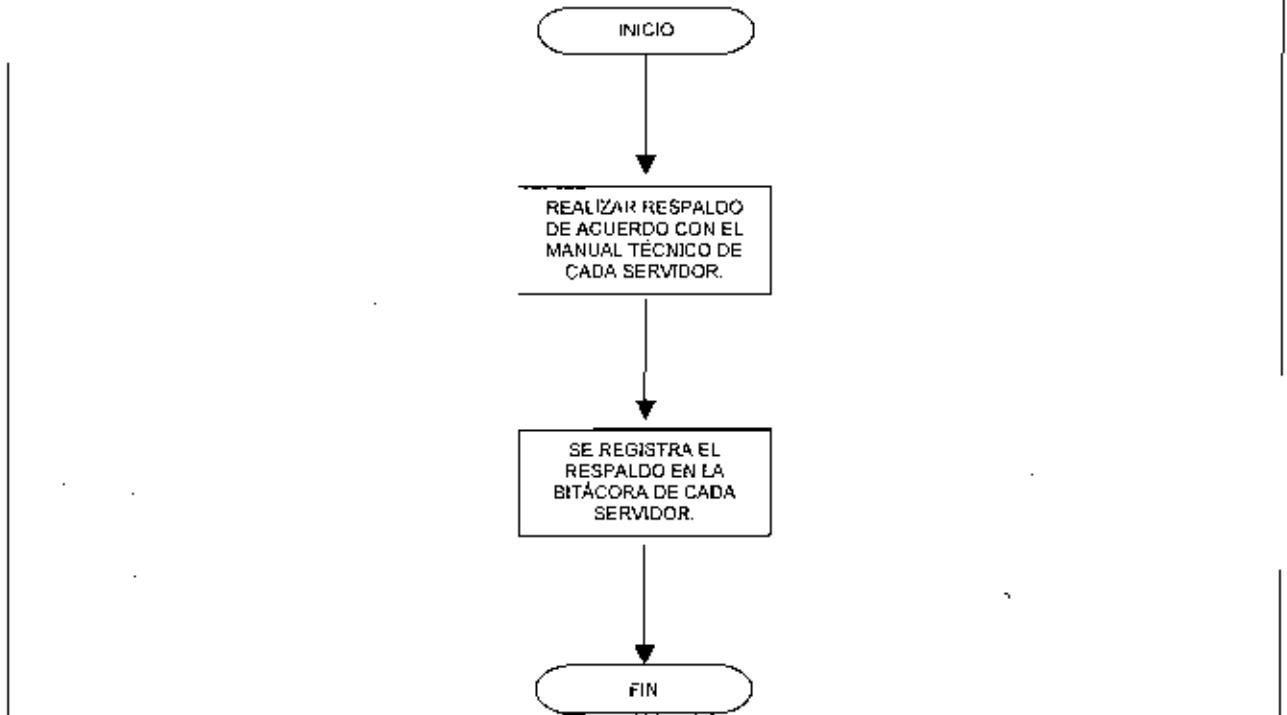 INICIO
REALIZAR RESPALDO
DE ACUERDO CON EL
MANUAL TÉCNICO DE
CADA SERVIDOR.
SE REGISTRA EL
RESPALDO EN LA
BITÁCORA DE CADA
SERVIDOR.
FIN